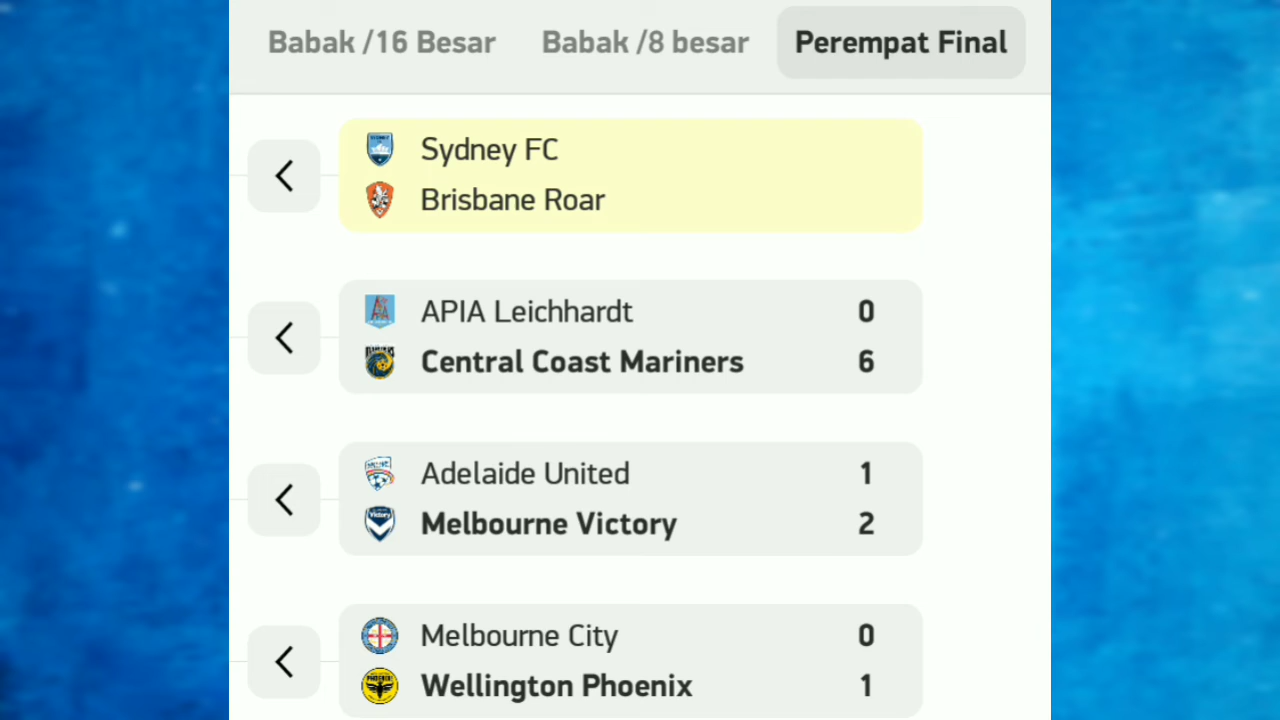 Babak /16 Besar Babak /8 besar Perempat Final
Sydney FC
Brisbane Roar
APIA Leichhardt 0
Central Coast Mariners 6
Adelaide United 1
Melbourne Victory 2
Melbourne City 0
Wellington Phoenix 1